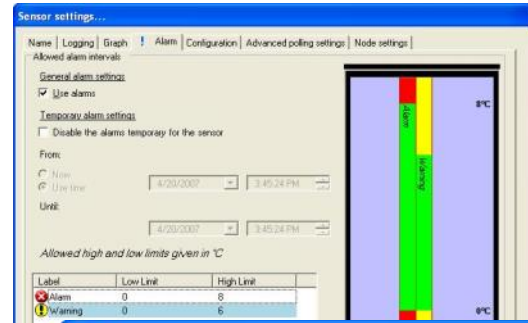 Sensor settings...
Name Logging Graph ! Alarm Configuration Advanced polling settings Node settings
Allowed alarm intervals
General alarm settings
Use alarms
Temporary alarm settings
Disable the alarms temporary for the sensor
From:
Now
Use time
4/20/2007 3:45:24 PM
Until:
4/20/2007 3:45:24 PM
Allowed high and low limits given in °C
Label Low Limit High Limit
Alarm 0 8
Warning 0 6
8°C
Alarm
Warning
0°C